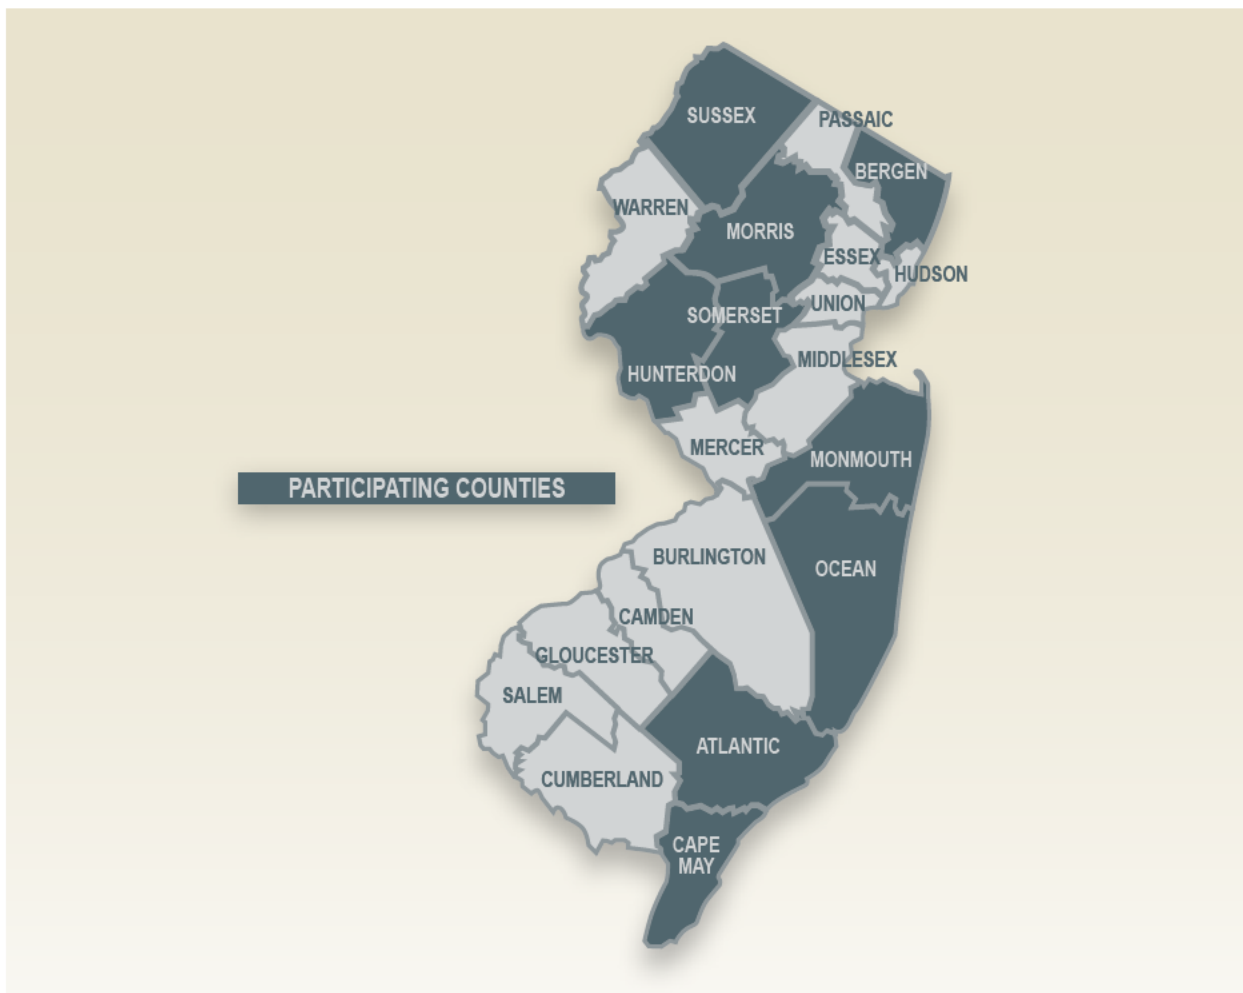 SUSSEX
PASSAIC
BERGEN
WARREN
MORRIS
ESSEX
HUDSON
UNION
SOMERSET
MIDDLESEX
HUNTERDON
MERCER
MONMOUTH
PARTICIPATING COUNTIES
BURLINGTON
OCEAN
CAMDEN
GLOUCESTER
SALEM
ATLANTIC
CUMBERLAND
CAPE
MAY